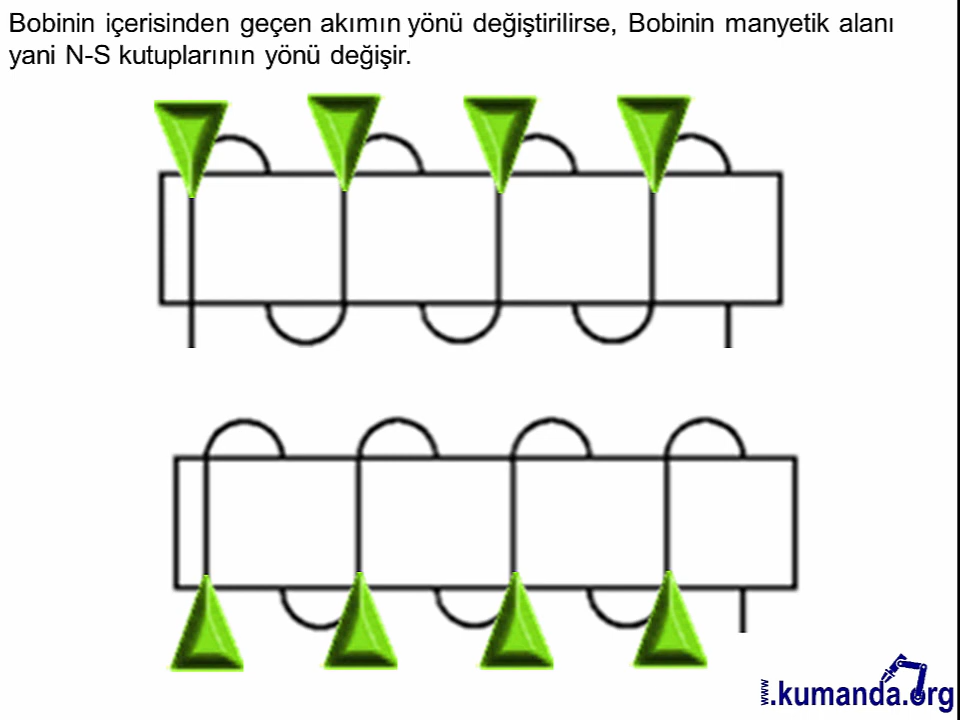 Bobinin içerisinden geçen akımın yönü değiştirilirse, Bobinin manyetik alanı
yani N-S kutuplarının yönü değişir.
www.kumanda.org